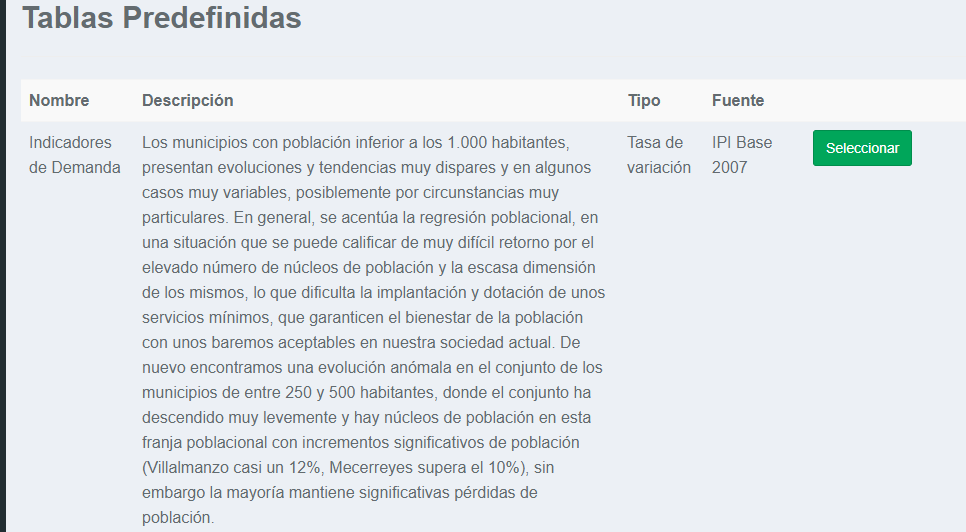 Tablas Predefinidas
Nombre Descripción Tipo Fuente
Indicadores de Demanda
Los municipios con población inferior a los 1.000 habitantes,
presentan evoluciones y tendencias muy dispares y en algunos
casos muy variables, posiblemente por circunstancias muy
particulares. En general, se acentúa la regresión poblacional, en
una situación que se puede calificar de muy difícil retorno por el
elevado número de núcleos de población y la escasa dimensión
de los mismos, lo que dificulta la implantación y dotación de unos
servicios mínimos, que garanticen el bienestar de la población
con unos baremos aceptables en nuestra sociedad actual. De
nuevo encontramos una evolución anómala en el conjunto de los
municipios de entre 250 y 500 habitantes, donde el conjunto ha
descendido muy levemente y hay núcleos de población en esta
franja poblacional con incrementos significativos de población
(Villalmanzo casi un 12%, Mecerreyes supera el 10%), sin
embargo la mayoría mantiene significativas pérdidas de
población.
Tasa de
variación
IPI Base
2007
Seleccionar